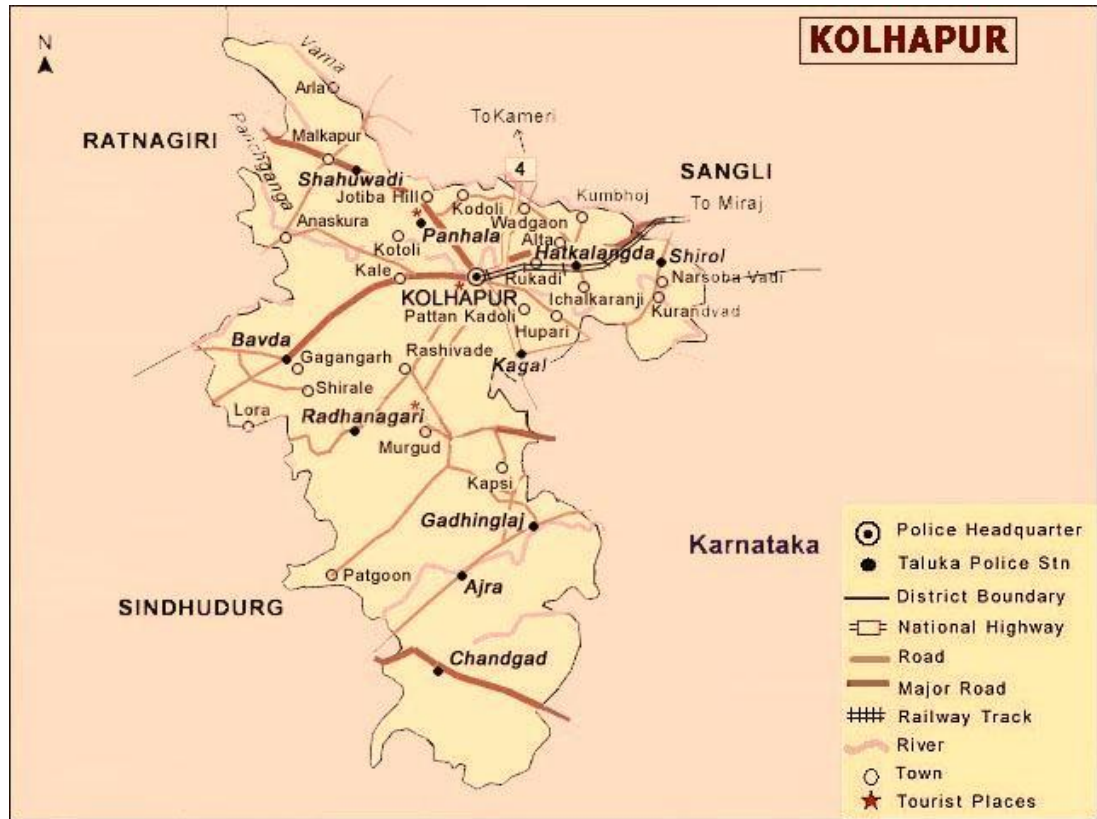 KOLHAPUR
N
Varna
Arla
To Kameri
RATNAGIRI
Panchganga
Malkapur
4
SANGLI
Shahuwadi
Jotiba Hill
Kodoli
Kumbhoj
To Miraj
Wadgaon
Anaskura
Panhala
Alta
Kotoli
Hatkalangda
Shirol
Kale
Rukadi
Narsoba Vadi
KOLHAPUR
Ichalkaranji
Pattan Kadoli
Kurandvad
Hupari
Bavda
Gagangarh
Rashivade
Kagal
Shirale
Lora
Radhanagari
Murgud
Kapsi
Gadhinglaj
Karnataka
Patgoon
Ajra
SINDHUDURG
Chandgad
Police Headquarter
Taluka Police Stn
District Boundary
National Highway
Road
Major Road
Railway Track
River
Town
Tourist Places